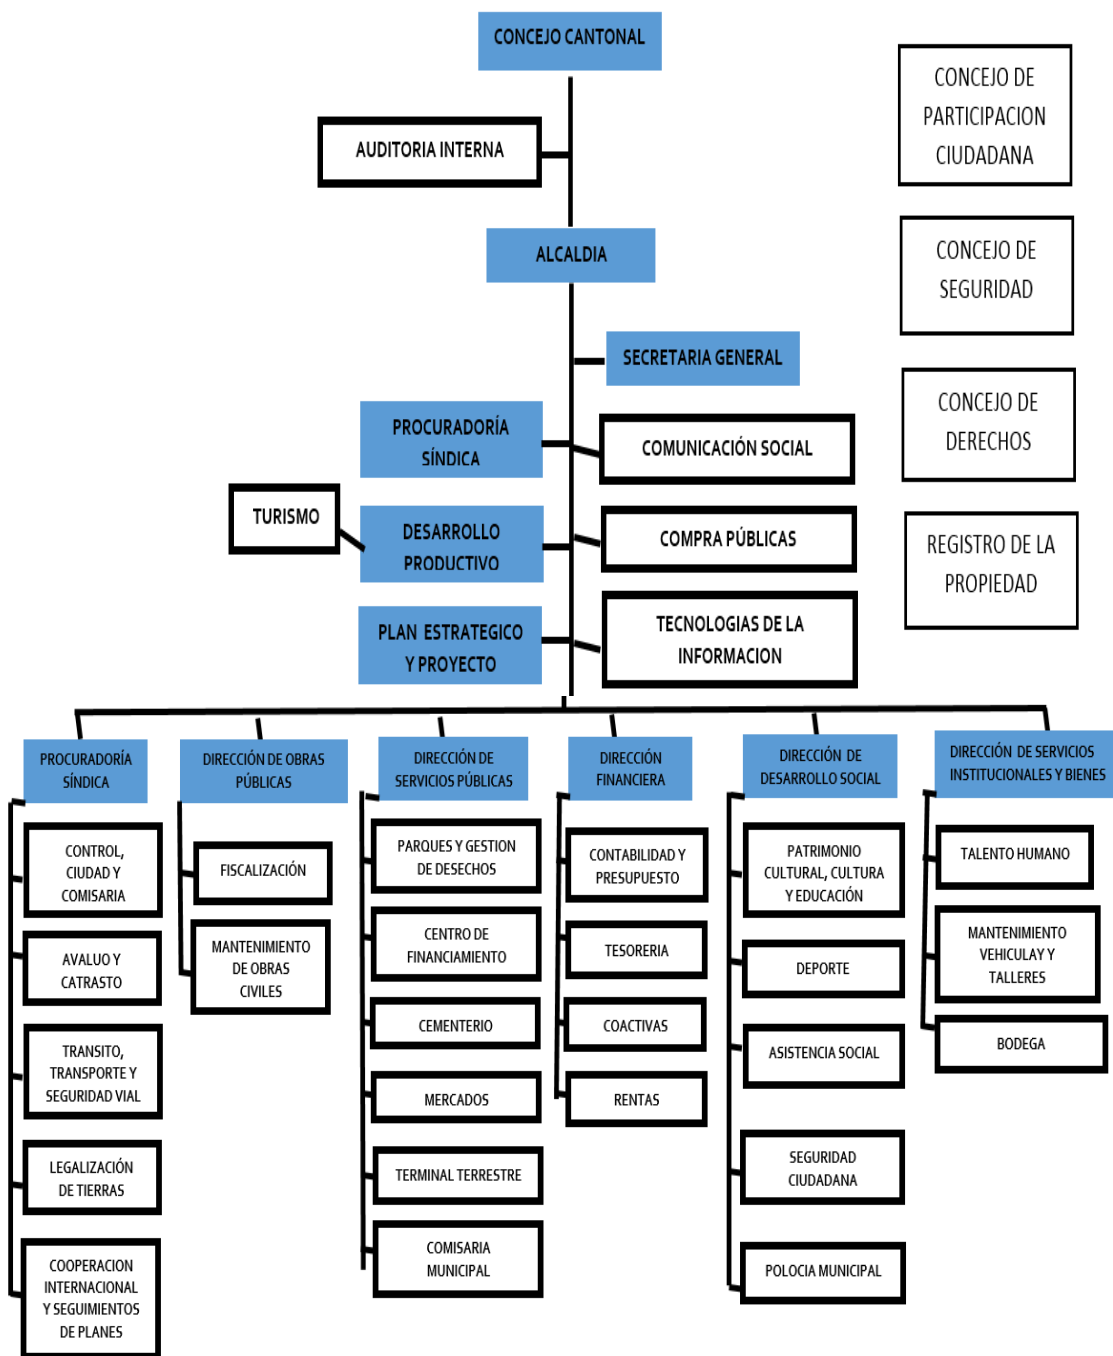 CONCEJO CANTONAL
AUDITORIA INTERNA
ALCALDIA
SECRETARIA GENERAL
PROCURADORÍA
SÍNDICA
COMUNICACIÓN SOCIAL
TURISMO
DESARROLLO
PRODUCTIVO
COMPRA PÚBLICAS
PLAN ESTRATEGICO
Y PROYECTO
TECNOLOGIAS DE LA
INFORMACION
CONCEJO DE
PARTICIPACION
CIUDADANA
CONCEJO DE
SEGURIDAD
CONCEJO DE
DERECHOS
REGISTRO DE LA
PROPIEDAD
PROCURADORÍA
SÍNDICA
CONTROL,
CIUDAD Y
COMISARIA
AVALUO Y
CATRASTO
TRANSITO,
TRANSPORTE Y
SEGURIDAD VIAL
LEGALIZACIÓN
DE TIERRAS
COOPERACION
INTERNACIONAL
Y SEGUIMIENTOS
DE PLANES
DIRECCIÓN DE OBRAS
PÚBLICAS
FISCALIZACIÓN
MANTENIMIENTO
DE OBRAS
CIVILES
DIRECCIÓN DE
SERVICIOS PÚBLICAS
PARQUES Y GESTION
DE DESECHOS
CENTRO DE
FINANCIAMIENTO
CEMENTERIO
MERCADOS
TERMINAL TERRESTRE
COMISARIA
MUNICIPAL
DIRECCIÓN
FINANCIERA
CONTABILIDAD Y
PRESUPUESTO
TESORERIA
COACTIVAS
RENTAS
DIRECCIÓN DE
DESARROLLO SOCIAL
PATRIMONIO
CULTURAL, CULTURA
Y EDUCACIÓN
DEPORTE
ASISTENCIA SOCIAL
SEGURIDAD
CIUDADANA
POLOCIA MUNICIPAL
DIRECCIÓN DE SERVICIOS
INSTITUCIONALES Y BIENES
TALENTO HUMANO
MANTENIMIENTO
VEHICULAY Y
TALLERES
BODEGA